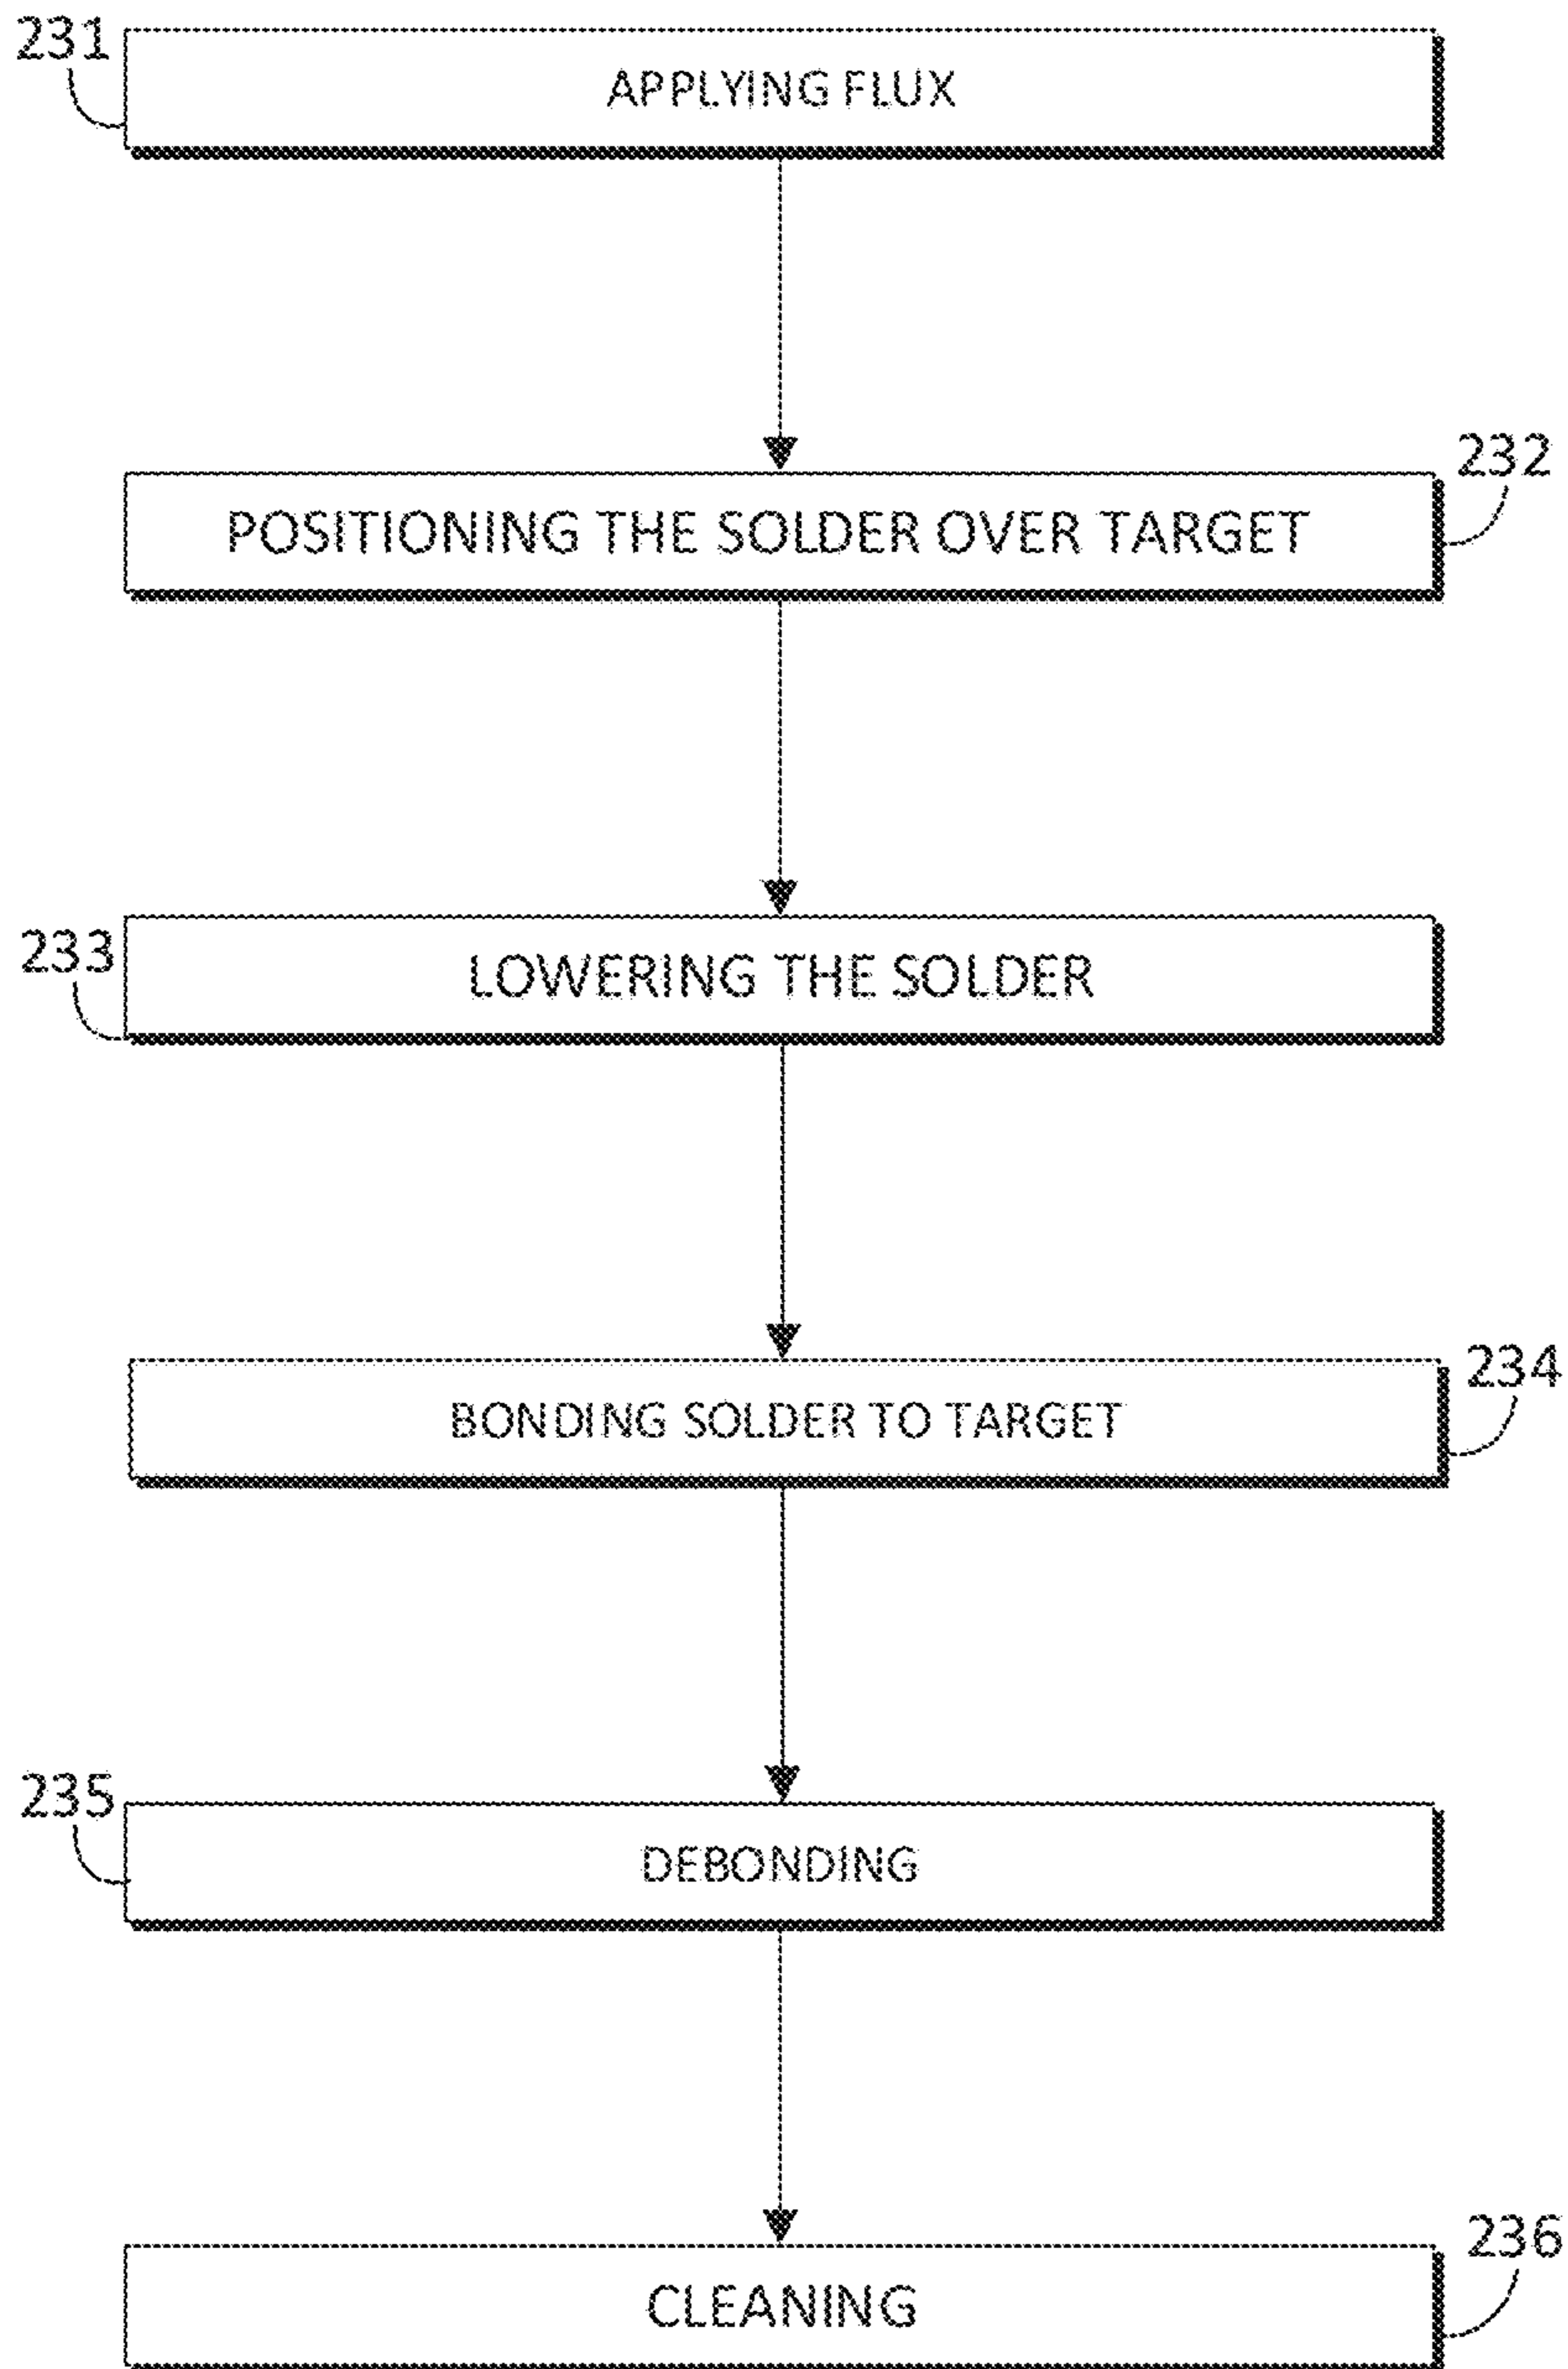 231
APPLYING FLUX
232
POSITIONING THE SOLDER OVER TARGET
233
LOWERING THE SOLDER
234
BONDING SOLDER TO TARGET
235
DEBONDING
236
CLEANING